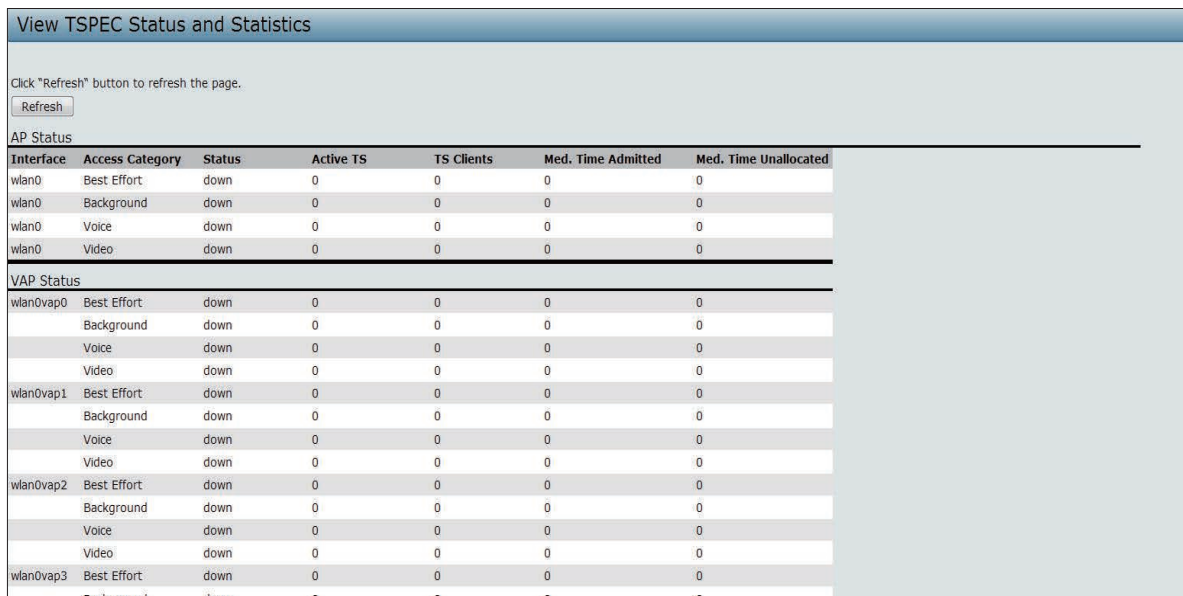 View TSPEC Status and Statistics
Click "Refresh" button to refresh the page.
Refresh
AP Status
Interface Access Category Status Active TS TS Clients Med. Time Admitted Med. Time Unallocated
wlan0 Best Effort down 0 0 0 0
wlan0 Background down 0 0 0 0
wlan0 Voice down 0 0 0 0
wlan0 Video down 0 0 0 0
VAP Status
wlan0vap0 Best Effort down 0 0 0 0
Background down 0 0 0 0
Voice down 0 0 0 0
Video down 0 0 0 0
wlan0vap1 Best Effort down 0 0 0 0
Background down 0 0 0 0
Voice down 0 0 0 0
Video down 0 0 0 0
wlan0vap2 Best Effort down 0 0 0 0
Background down 0 0 0 0
Voice down 0 0 0 0
Video down 0 0 0 0
wlan0vap3 Best Effort down 0 0 0 0